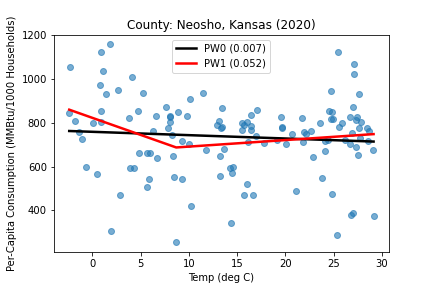 County: Neosho, Kansas (2020)
PW0 (0.007)
PW1 (0.052)
Per-Capita Consumption (MMBtu/1000 Households)
1200
1000
800
600
400
0 5 10 15 20 25 30
Temp (deg C)